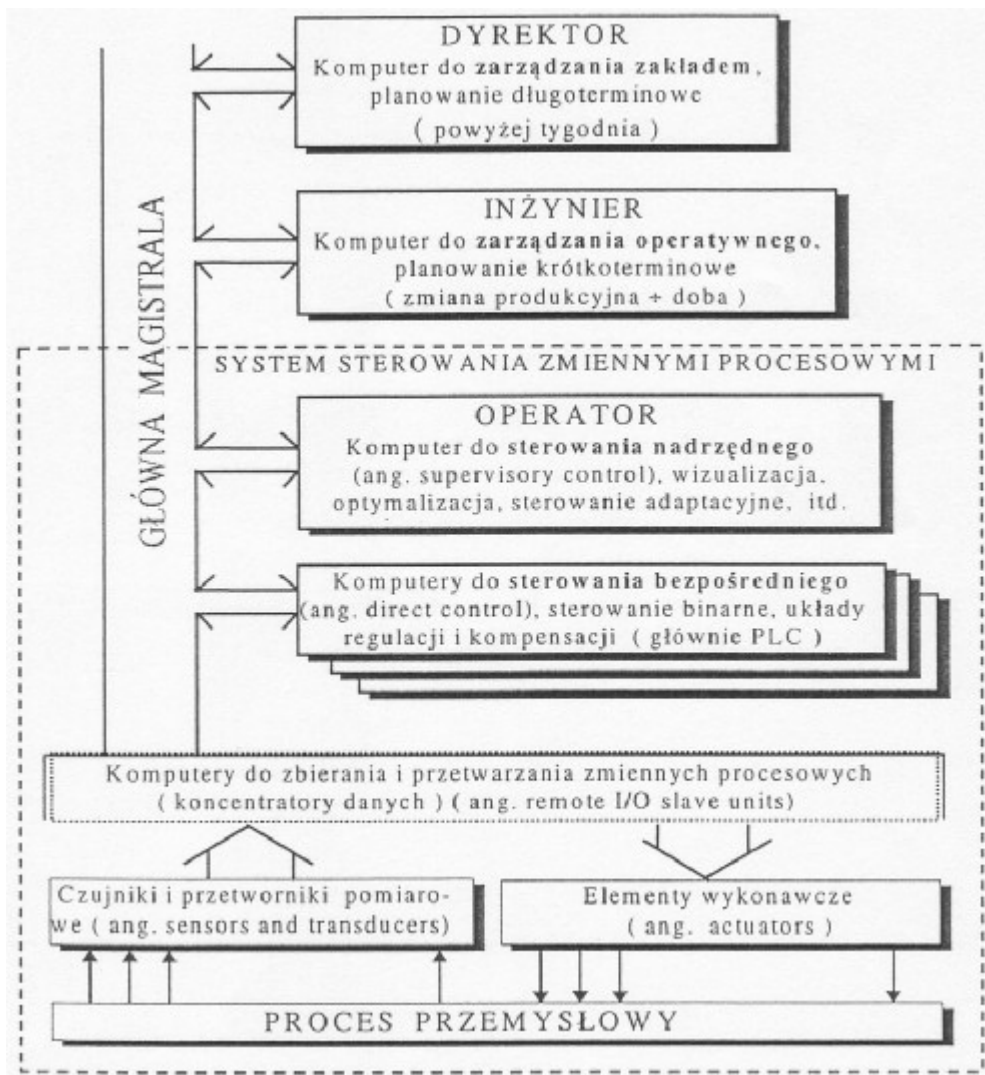 DYREKTOR
Komputer do zarządzania zakładem,
planowanie długoterminowe
( powyżej tygodnia )
INŻYNIER
Komputer do zarządzania operatywnego,
planowanie krótkoterminowe
( zmiana produkcyjna + doba )
GŁÓWNA MAGISTRALA
SYSTEM STEROWANIA ZMIENNYMI PROCESOWYMI
OPERATOR
Komputer do sterowania nadrzędnego
(ang. supervisory control), wizualizacja,
optymalizacja, sterowanie adaptacyjne, itd.
Komputery do sterowania bezpośredniego
(ang. direct control), sterowanie binarne, układy
regulacji i kompensacji ( głównie PLC )
Komputery do zbierania i przetwarzania zmiennych procesowych
( koncentratory danych ) ( ang. remote I/O slave units)
Czujniki i przetworniki pomiaro-
we ( ang. sensors and transducers)
Elementy wykonawcze
( ang. actuators )
PROCES PRZEMYSŁOWY